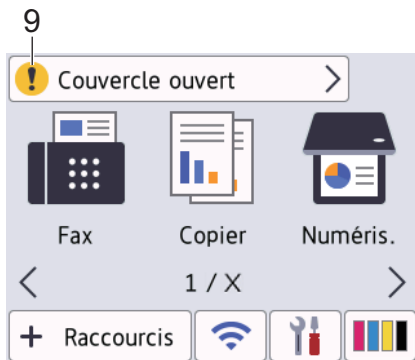 9
! Couvercle ouvert
Fax Copier Numéris.
1 / X
+ Raccourcis